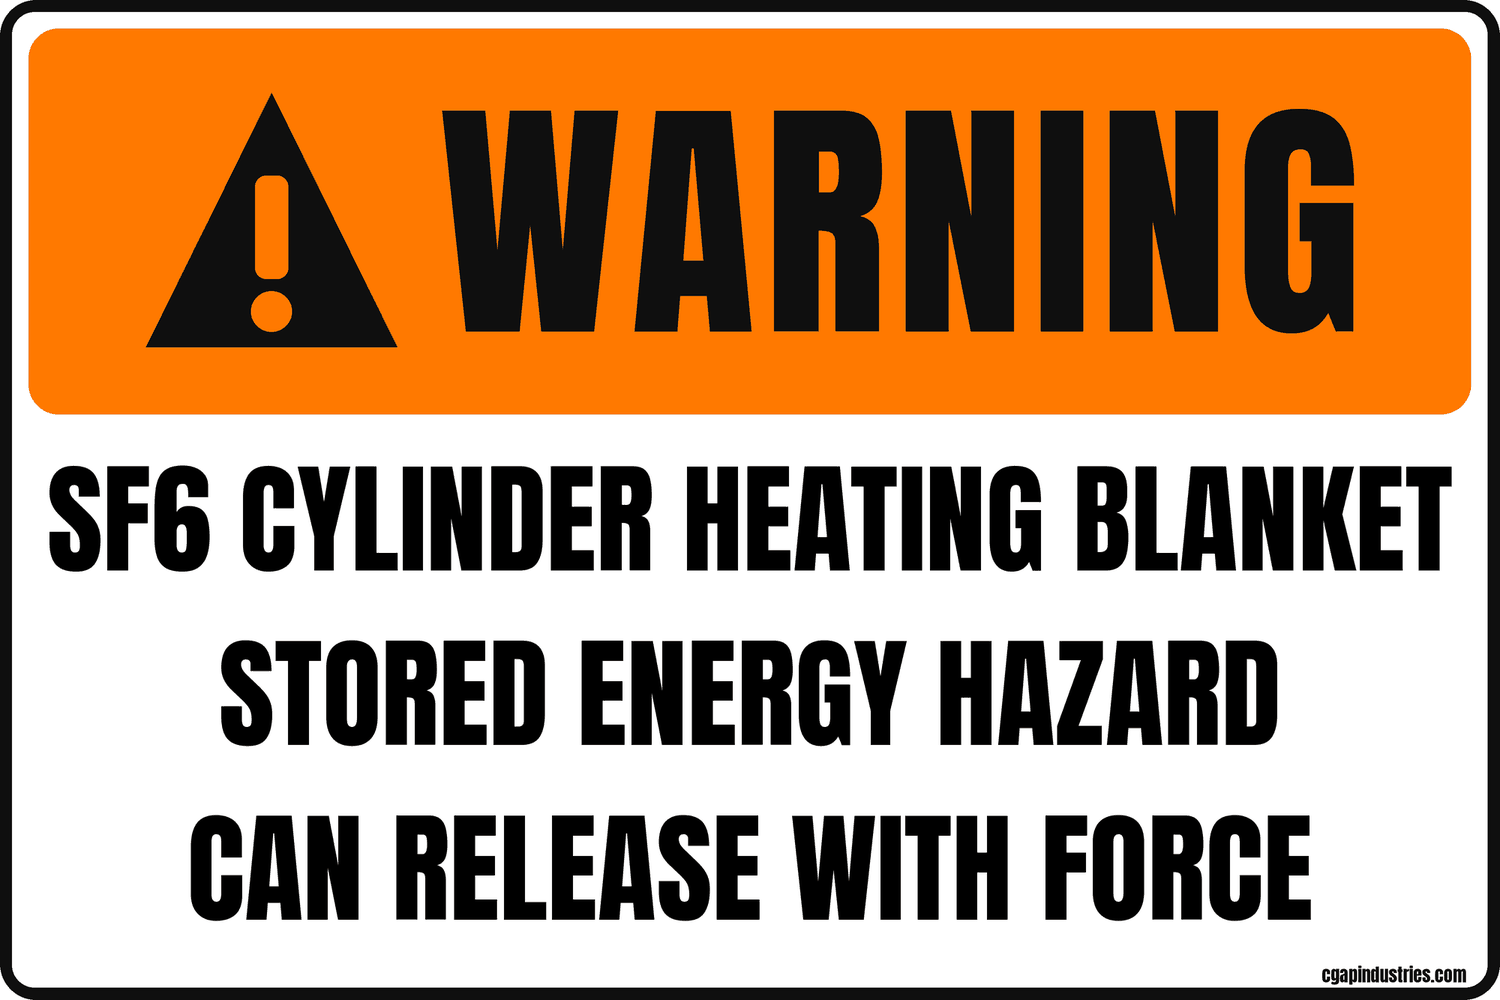 WARNING
SF6 CYLINDER HEATING BLANKET
STORED ENERGY HAZARD
CAN RELEASE WITH FORCE
cgapindustries.com